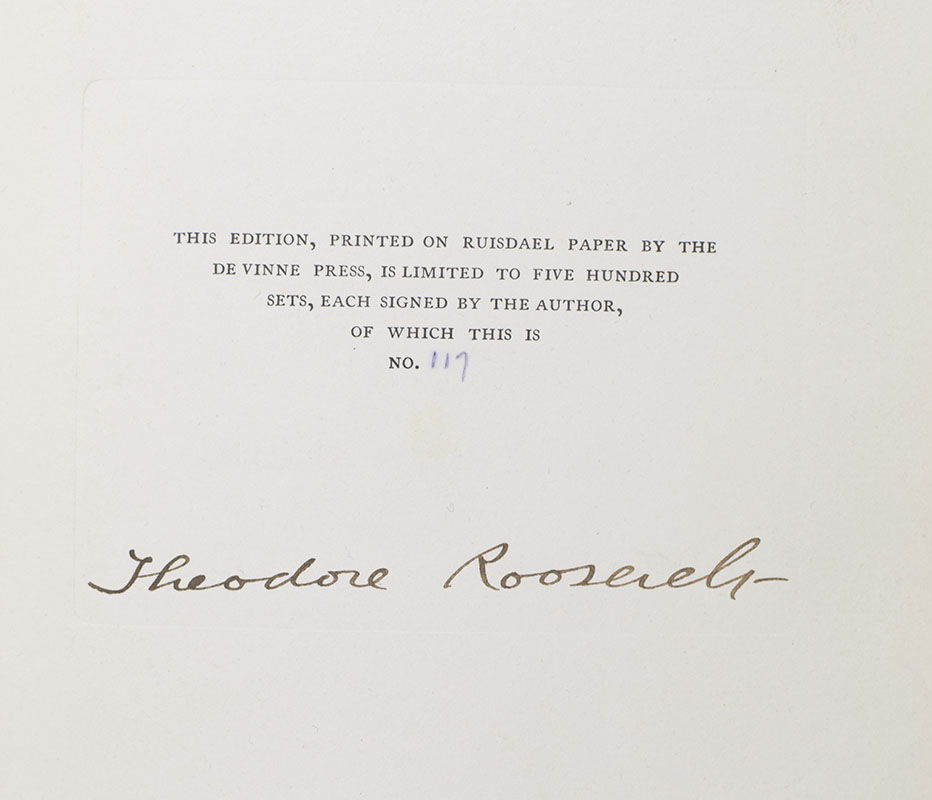 THIS EDITION, PRINTED ON RUISDAEL PAPER BY THE
DE VINNE PRESS, IS LIMITED TO FIVE HUNDRED
SETS, EACH SIGNED BY THE AUTHOR,
OF WHICH THIS IS
NO. 117
Theodore Roosevelt